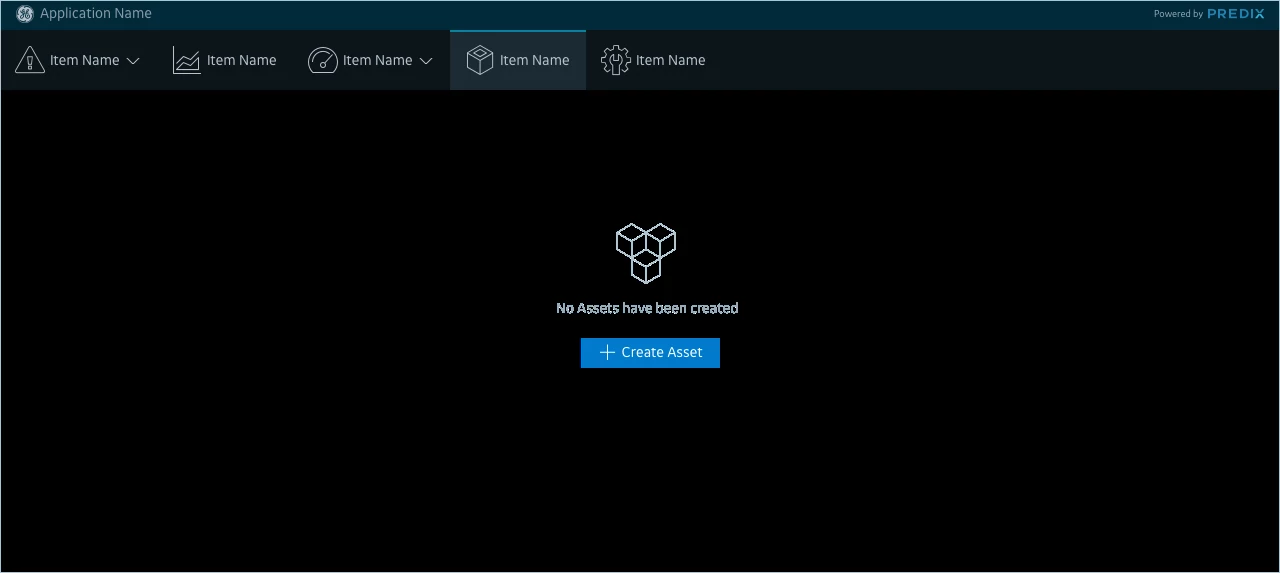 Application Name
Powered by PREDIX
Item Name
Item Name
Item Name
Item Name
Item Name
No Assets have been created
Create Asset